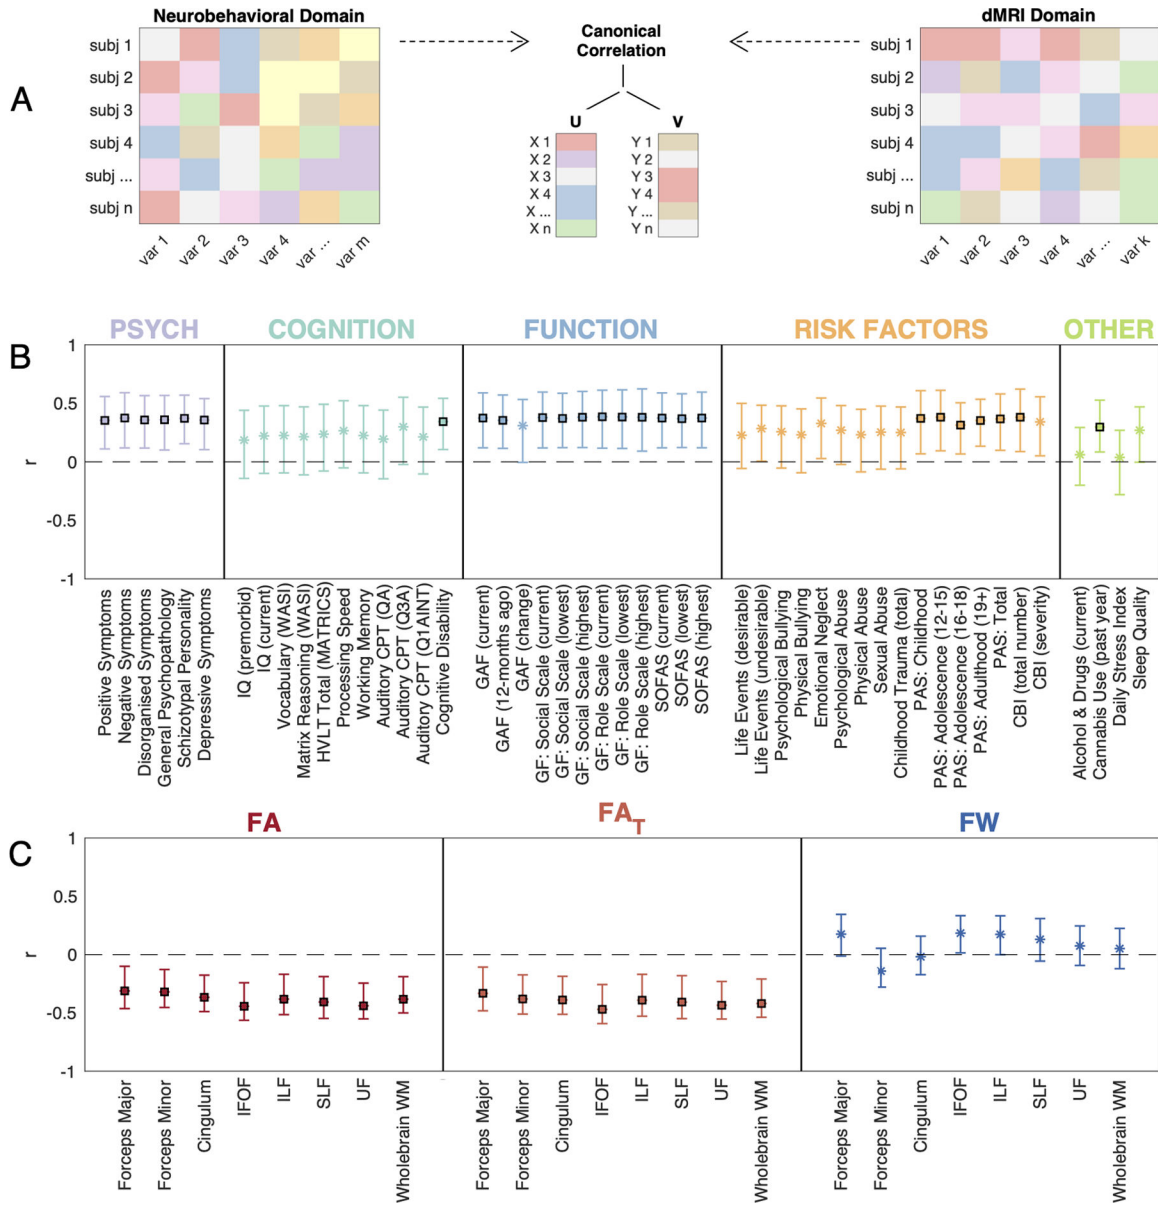 Neurobehavioral Domain
dMRI Domain
Canonical
Correlation
A
subj 1
subj 2
subj 3
subj 4
subj ...
subj n
var 1
var 2
var 3
var 4
var ...
var m
U
V
X 1
X 2
X 3
X 4
X ...
X n
Y 1
Y 2
Y 3
Y 4
Y ...
Y n
subj 1
subj 2
subj 3
subj 4
subj ...
subj n
var 1
var 2
var 3
var 4
var ...
var k
B
PSYCH
COGNITION
FUNCTION
RISK FACTORS
OTHER
1
0.5
0
-0.5
-1
r
Positive Symptoms
Negative Symptoms
Disorganised Symptoms
General Psychopathology
Schizotypal Personality
Depressive Symptoms
IQ (premorbid)
IQ (current)
Vocabulary (WASI)
Matrix Reasoning (WASI)
HVLT Total (MATRICS)
Processing Speed
Working Memory
Auditory CPT (QA)
Auditory CPT (Q3A)
Auditory CPT (Q1AINT)
Cognitive Disability
GAF (current)
GAF (12-months ago)
GAF (change)
GF: Social Scale (current)
GF: Social Scale (lowest)
GF: Social Scale (highest)
GF: Role Scale (current)
GF: Role Scale (lowest)
GF: Role Scale (highest)
SOFAS (current)
SOFAS (lowest)
SOFAS (highest)
Life Events (desirable)
Life Events (undesirable)
Psychological Bullying
Physical Bullying
Emotional Neglect
Psychological Abuse
Physical Abuse
Sexual Abuse
Childhood Trauma (total)
PAS: Childhood
PAS: Adolescence (12-15)
PAS: Adolescence (16-18)
PAS: Adulthood (19+)
PAS: Total
CBI (total number)
CBI (severity)
Alcohol & Drugs (current)
Cannabis Use (past year)
Daily Stress Index
Sleep Quality
C
FA
FA_T
FW
1
0.5
0
-0.5
-1
r
Forceps Major
Forceps Minor
Cingulum
IFOF
ILF
SLF
UF
Wholebrain WM
Forceps Major
Forceps Minor
Cingulum
IFOF
ILF
SLF
UF
Wholebrain WM
Forceps Major
Forceps Minor
Cingulum
IFOF
ILF
SLF
UF
Wholebrain WM